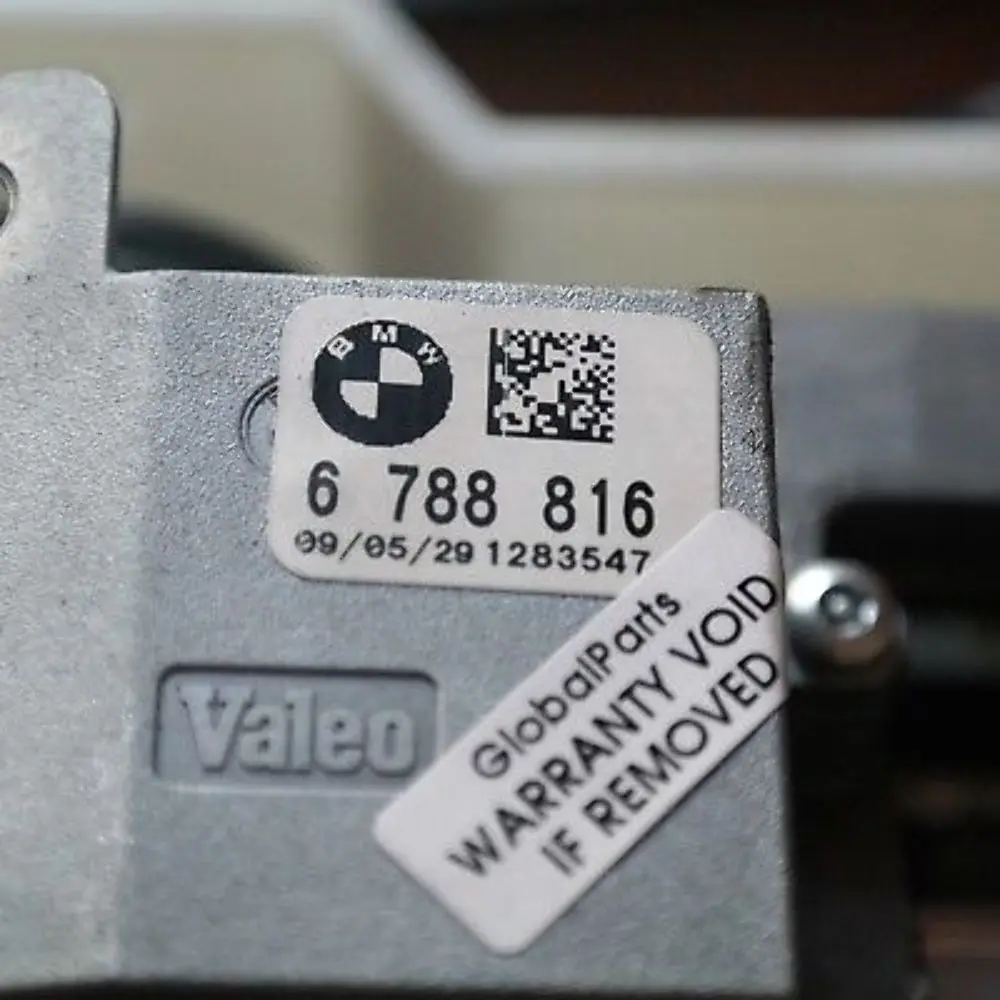 BMW
6 788 816
09/05/29 1283547
Valeo
GlobalParts
WARRANTY VOID
IF REMOVED